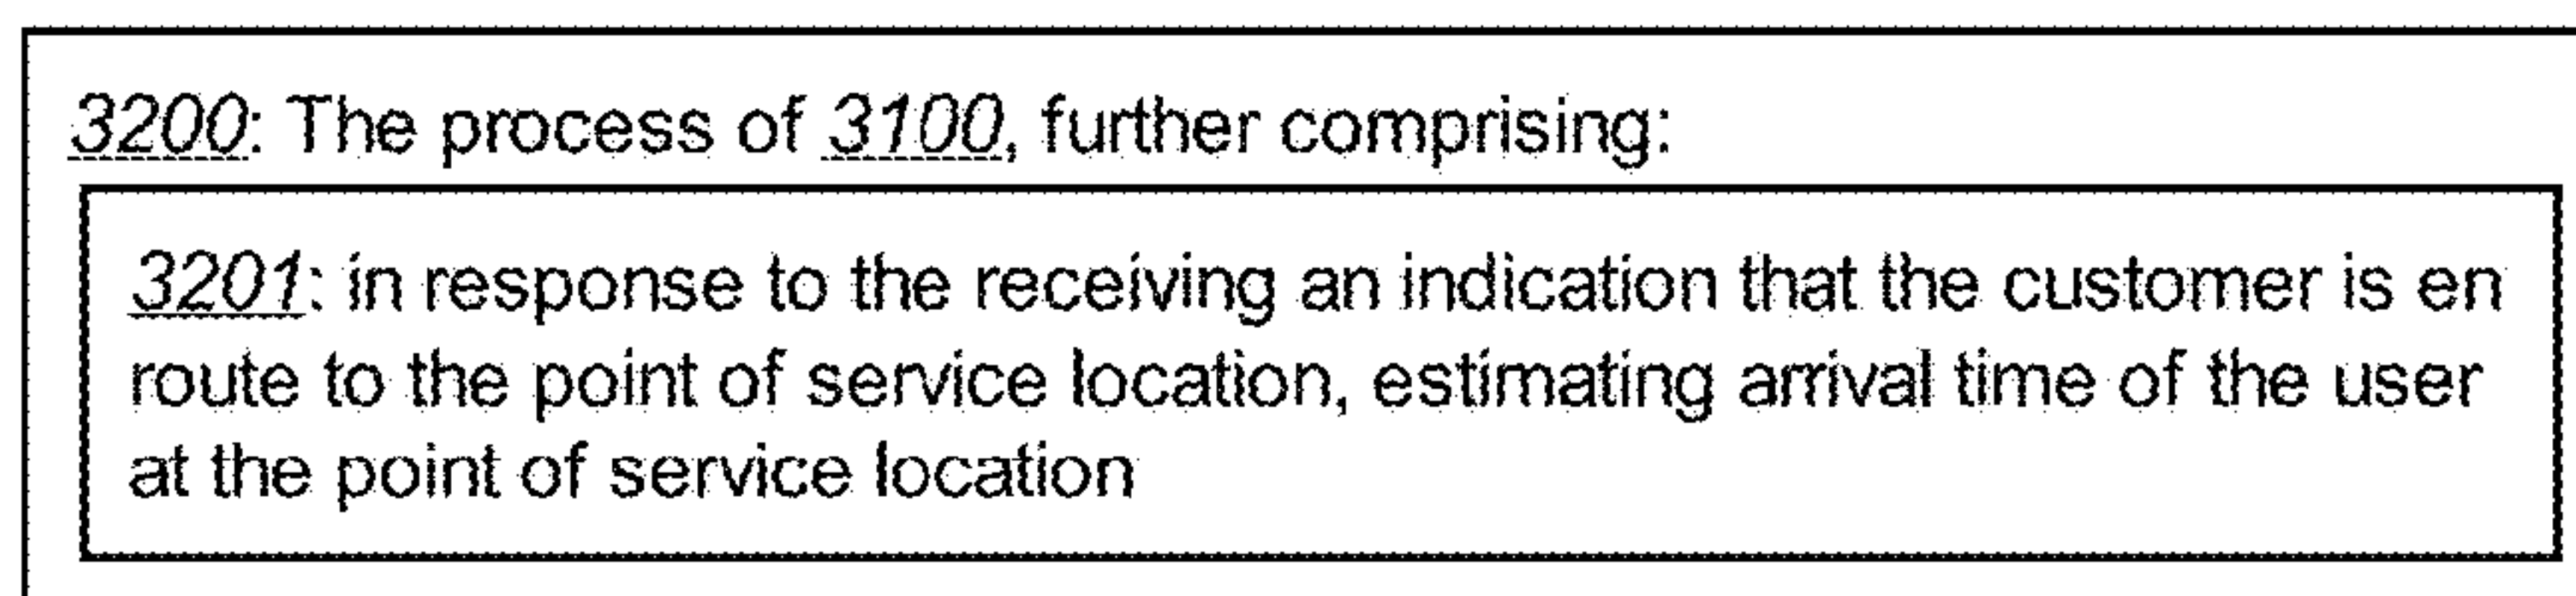 3200: The process of 3100, further comprising:
3201: in response to the receiving an indication that the customer is en
route to the point of service location, estimating arrival time of the user
at the point of service location